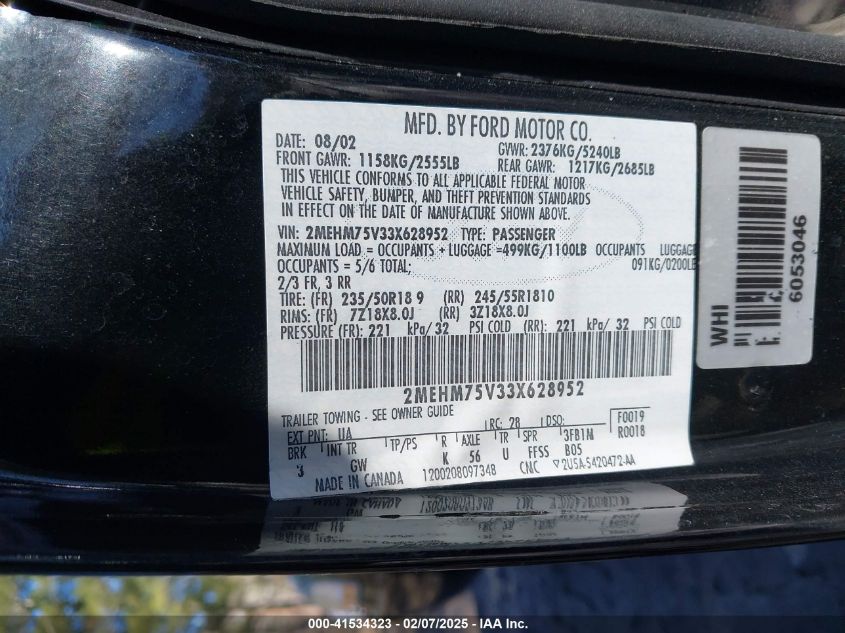 MFD. BY FORD MOTOR CO.
DATE: 08/02
GVWR: 2376KG/5240LB
FRONT GAWR: 1158KG/2555LB
REAR GAWR: 1217KG/2685LB
THIS VEHICLE CONFORMS TO ALL APPLICABLE FEDERAL MOTOR
VEHICLE SAFETY, BUMPER, AND THEFT PREVENTION STANDARDS
IN EFFECT ON THE DATE OF MANUFACTURE SHOWN ABOVE.
VIN: 2MEHM75V33X628952 TYPE: PASSENGER
MAXIMUM LOAD = OCCUPANTS + LUGGAGE =499KG/1100LB OCCUPANTS LUGGAGE
OCCUPANTS = 5/6 TOTAL; 091KG/0200LB
2/3 FR, 3 RR
TIRE: (FR) 235/50R18 9 (RR) 245/55R1810
RIMS: (FR) 7Z18X8.0J (RR) 3Z18X8.0J
PRESSURE (FR): 221 kPa/ 32 PSI COLD (RR): 221 kPa/ 32 PSI COLD
2MEHM75V33X628952
TRAILER TOWING - SEE OWNER GUIDE
RC: 28 DSO: F0019
EXT PNT: UA R0018
BRK INT TR TP/PS R AXLE TR SPR 3FB1M
3 GW K 56 U FFSS B05
MADE IN CANADA 120020809734B CNC ▽2U5A-5420472-AA
WHI
6053046
000-41534323 - 02/07/2025 - IAA Inc.